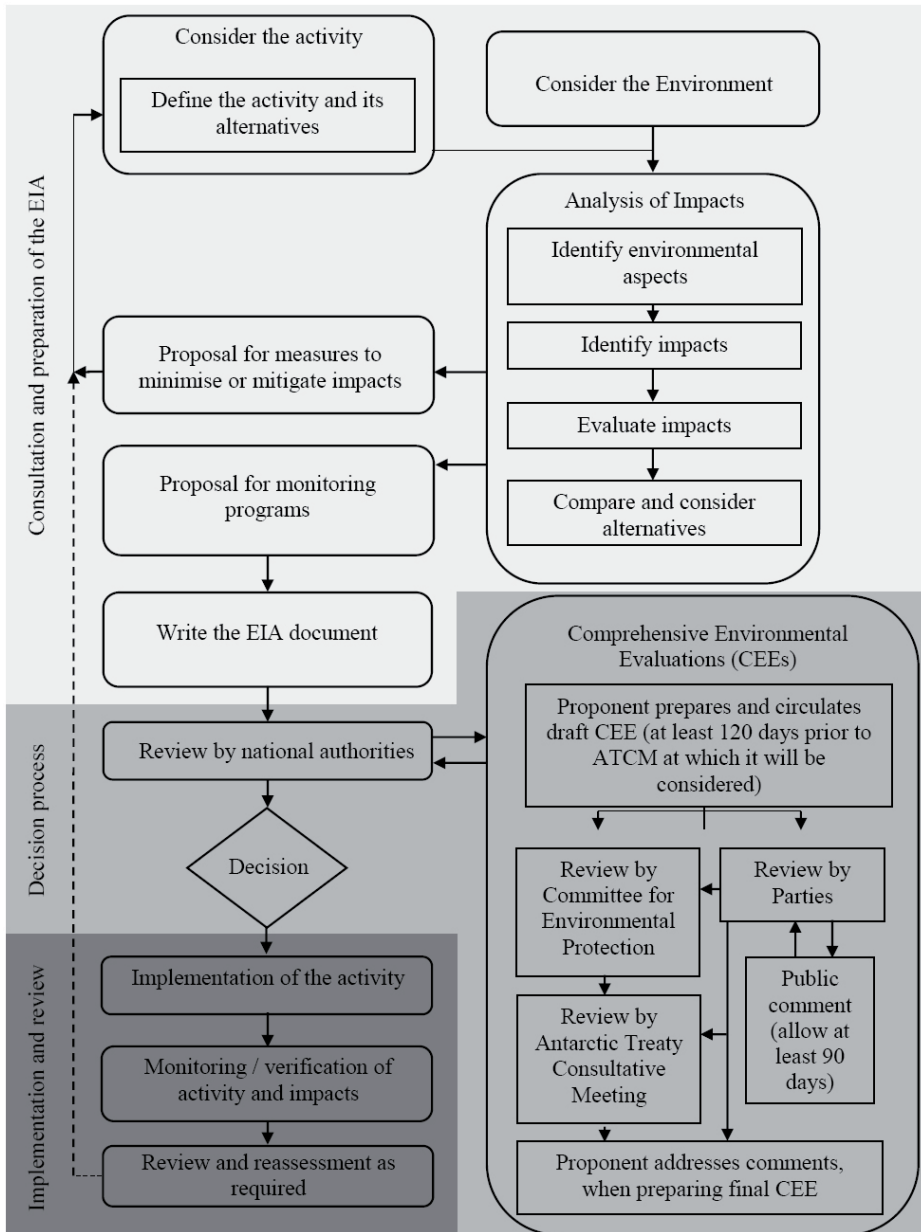 Consultation and preparation of the EIA
Consider the activity
Define the activity and its
alternatives
Consider the Environment
Analysis of Impacts
Identify environmental
aspects
Identify impacts
Evaluate impacts
Compare and consider
alternatives
Proposal for measures to
minimise or mitigate impacts
Proposal for monitoring
programs
Write the EIA document
Decision process
Review by national authorities
Decision
Comprehensive Environmental
Evaluations (CEEs)
Proponent prepares and circulates
draft CEE (at least 120 days prior to
ATCM at which it will be
considered)
Review by
Committee for
Environmental
Protection
Review by
Parties
Public
comment
(allow at
least 90
days)
Review by
Antarctic Treaty
Consultative
Meeting
Proponent addresses comments,
when preparing final CEE
Implementation and review
Implementation of the activity
Monitoring / verification of
activity and impacts
Review and reassessment as
required